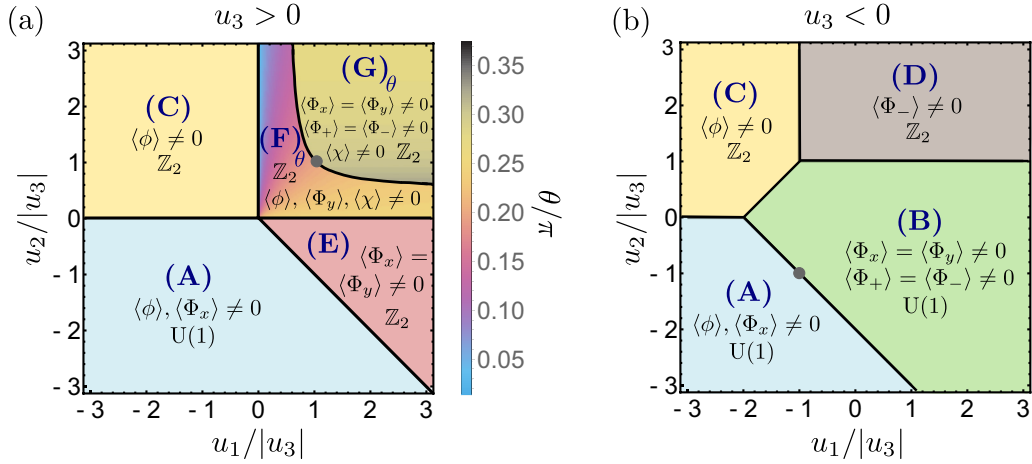 (a)
u₃ > 0
u₂/|u₃|
3
2
1
0
- 1
- 2
- 3
- 3
- 2
- 1
0
1
2
3
u₁/|u₃|
(C)
⟨ϕ⟩ ≠ 0
ℤ₂
(F)θ
ℤ₂
⟨ϕ⟩, ⟨Φy⟩, ⟨χ⟩ ≠ 0
(G)θ
⟨Φx⟩ = ⟨Φy⟩ ≠ 0
⟨Φ+⟩ = ⟨Φ−⟩ ≠ 0
⟨χ⟩ ≠ 0 ℤ₂
(A)
⟨ϕ⟩, ⟨Φx⟩ ≠ 0
U(1)
(E) ⟨Φx⟩ =
⟨Φy⟩ ≠ 0
ℤ₂
0.35
0.30
0.25
0.20
0.15
0.10
0.05
θ/π
(b)
u₃ < 0
u₂/|u₃|
3
2
1
0
- 1
- 2
- 3
- 3
- 2
- 1
0
1
2
3
u₁/|u₃|
(C)
⟨ϕ⟩ ≠ 0
ℤ₂
(D)
⟨Φ−⟩ ≠ 0
ℤ₂
(B)
⟨Φx⟩ = ⟨Φy⟩ ≠ 0
⟨Φ+⟩ = ⟨Φ−⟩ ≠ 0
U(1)
(A)
⟨ϕ⟩, ⟨Φx⟩ ≠ 0
U(1)